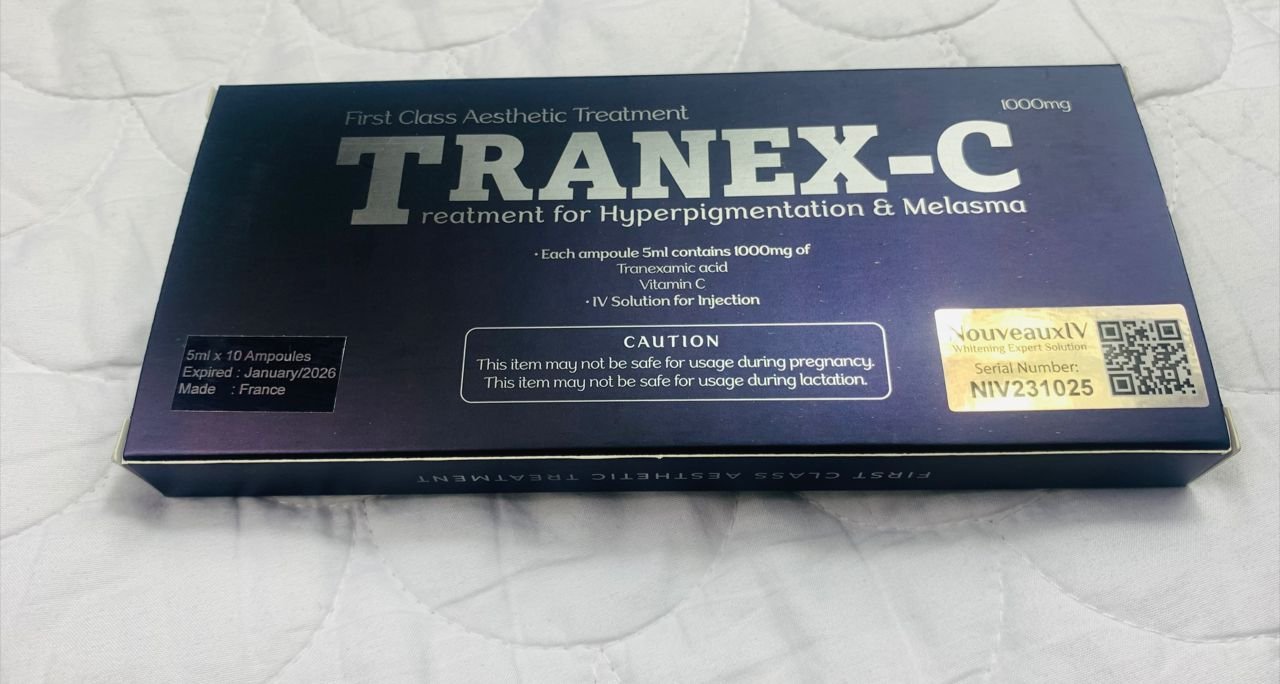 First Class Aesthetic Treatment
1000mg
TRANEX-C
Treatment for Hyperpigmentation & Melasma
· Each ampoule 5ml contains 1000mg of
Tranexamic acid
Vitamin C
· IV Solution for Injection
CAUTION
This item may not be safe for usage during pregnancy.
This item may not be safe for usage during lactation.
5ml x 10 Ampoules
Expired : January/2026
Made : France
NouveauxIV
Whitening Expert Solution
Serial Number:
NIV231025
FIRST CLASS AESTHETIC TREATMENT